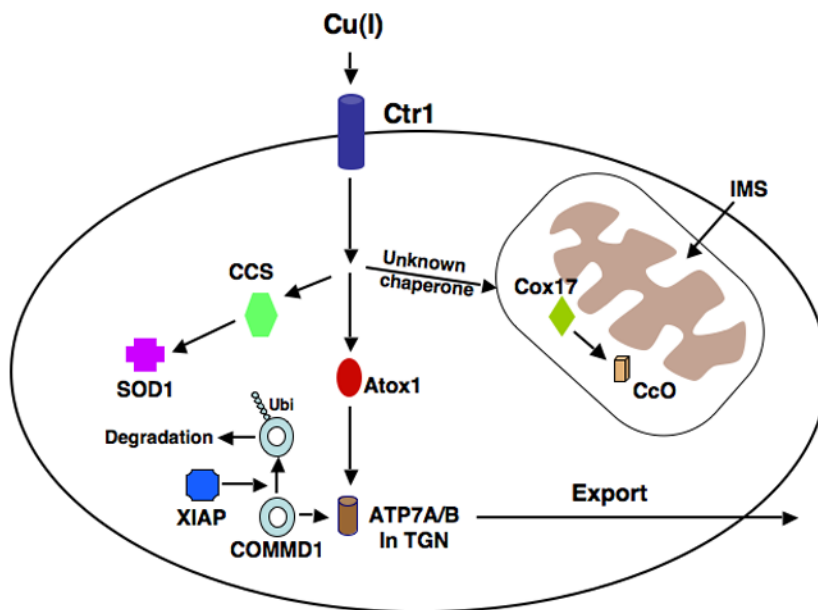 Cu(I)
Ctr1
IMS
Unknown
chaperone
CCS
Cox17
SOD1
Atox1
CcO
Ubi
Degradation
XIAP
COMMD1
ATP7A/B
In TGN
Export